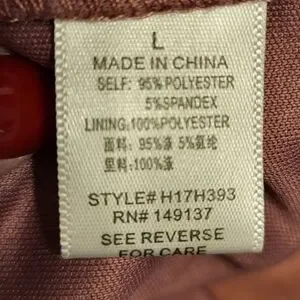 L
MADE IN CHINA
SELF: 95% POLYESTER
5%SPANDEX
LINING:100%POLYESTER
面料: 95%涤 5%氨纶
里料:100%涤
STYLE# H17H393
RN# 149137
SEE REVERSE
FOR CARE